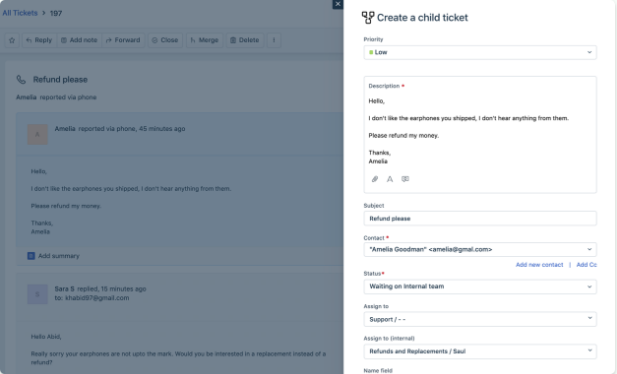 All Tickets > 197
Reply
Add note
Forward
Close
Merge
Delete
Refund please
Amelia reported via phone
Amelia reported via phone, 45 minutes ago
Hello,
I don't like the earphones you shipped, I don't hear anything from them.
Please refund my money.
Thanks,
Amelia
Add summary
S
Sara S replied, 15 minutes ago
to: khabid97@gmail.com
Hello Abid,
Really sorry your earphones are not upto the mark. Would you be interested in a replacement instead of a
refund?
Create a child ticket
Priority
Low
Description *
Hello,
I don't like the earphones you shipped, I don't hear anything from them.
Please refund my money.
Thanks,
Amelia
Subject
Refund please
Contact *
"Amelia Goodman" <amelia@gmal.com>
Add new contact | Add Cc
Status*
Waiting on Internal team
Assign to
Support / - -
Assign to (internal)
Refunds and Replacements / Saul
Name field